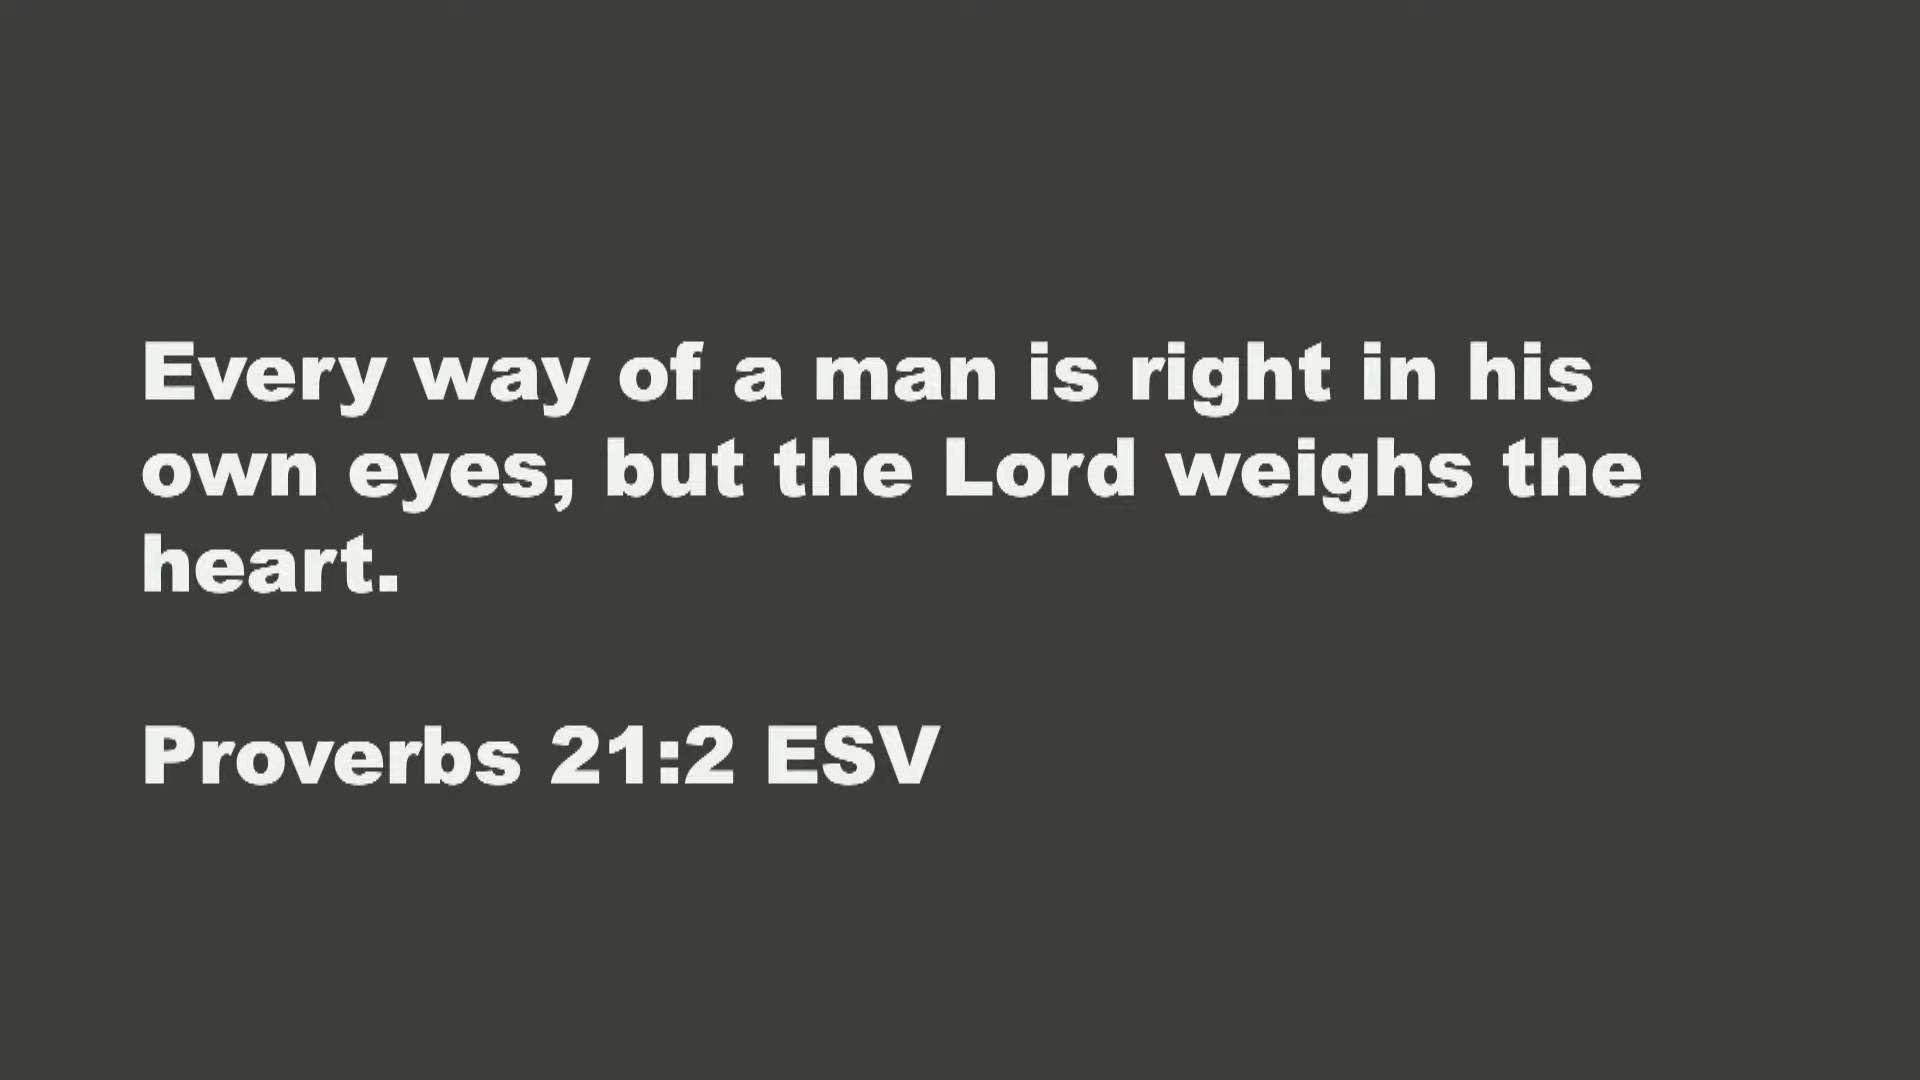 Every way of a man is right in his
own eyes, but the Lord weighs the
heart.
Proverbs 21:2 ESV